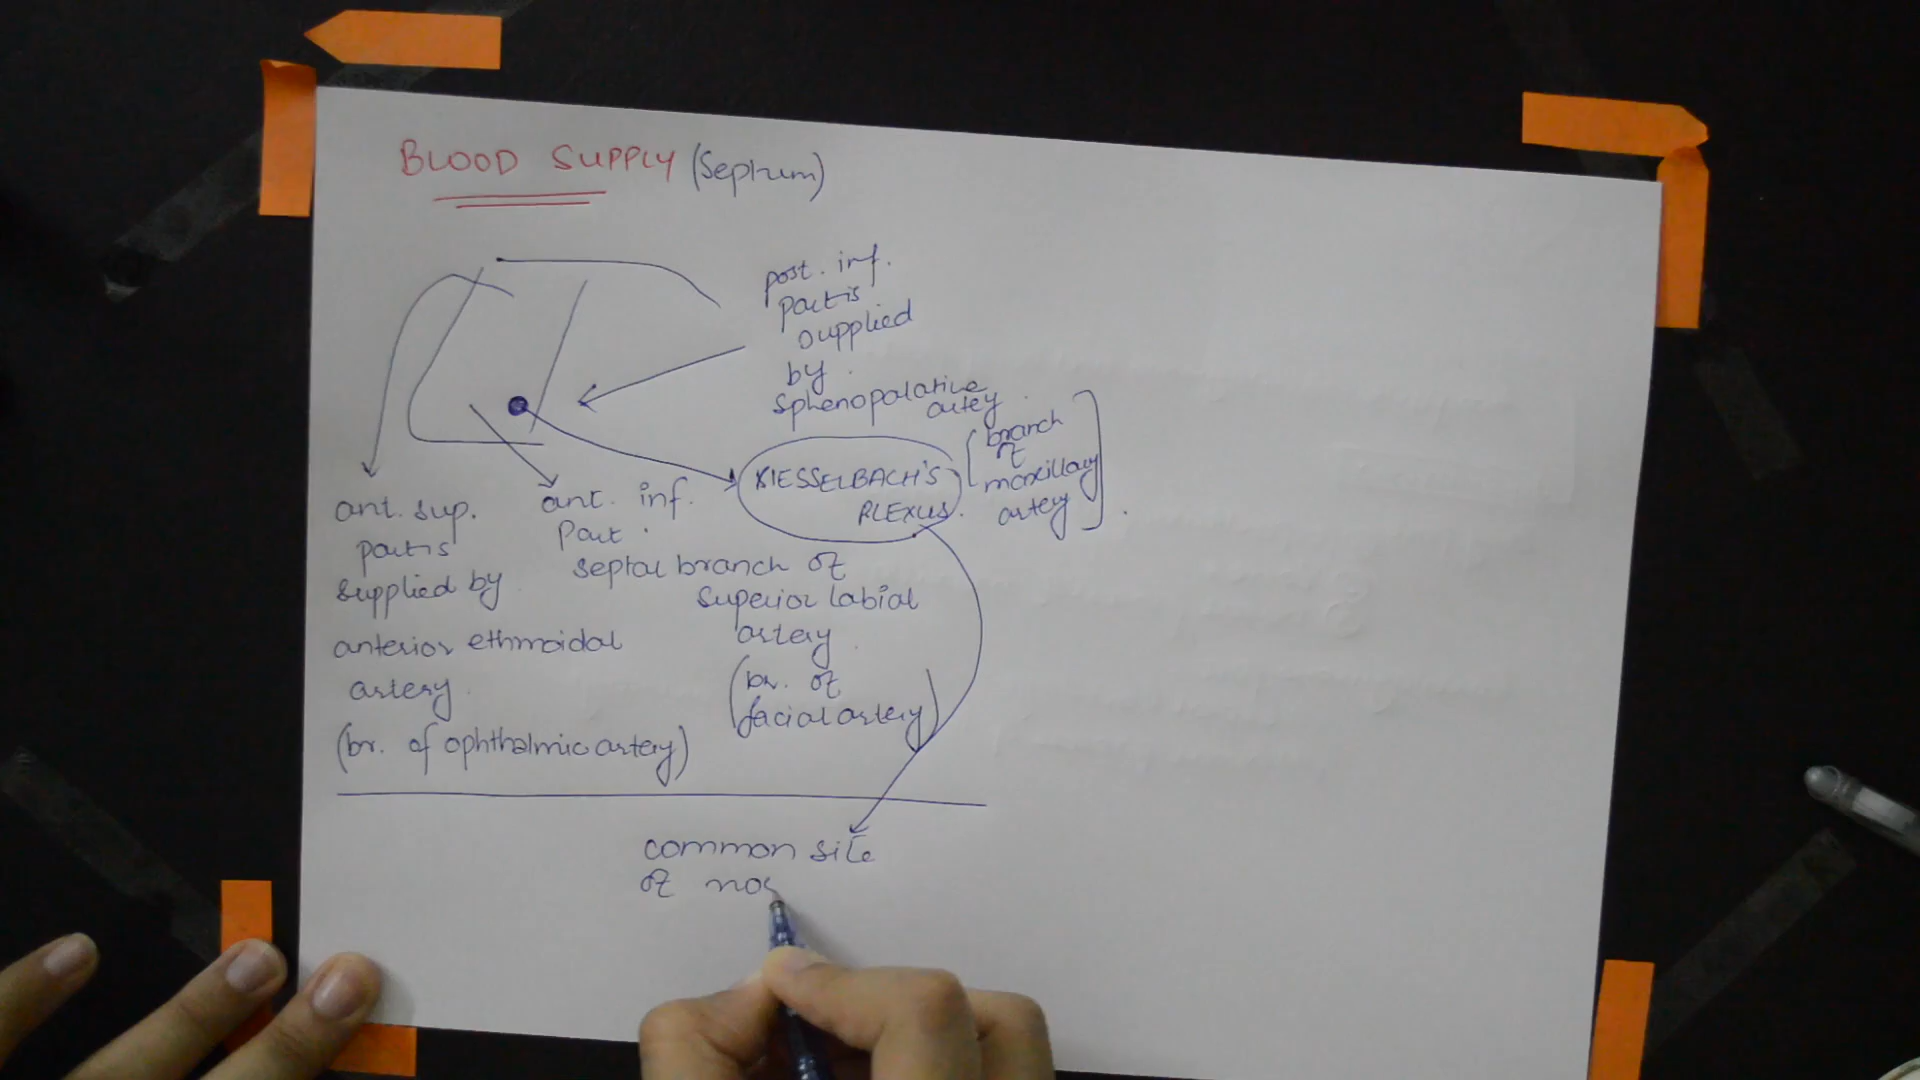 BLOOD SUPPLY (Septum)
post. inf.
part is
supplied
by
sphenopalatine
artey
[branch
of
maxillary
artery].
KIESSELBACH'S
PLEXUS.
ant. sup.
part is
supplied by
anterior ethmoidal
artery.
(br. of ophthalmic artery)
ant. inf.
Part.
septal branch of
superior labial
artery.
(br. of
facial artery)
common site
of nos